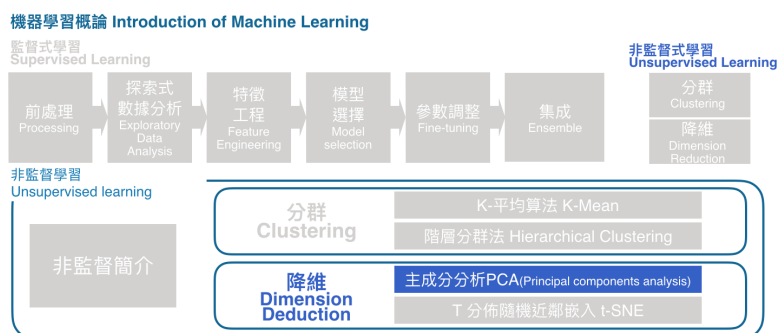 機器學習概論 Introduction of Machine Learning
監督式學習
Supervised Learning
非監督式學習
Unsupervised Learning
前處理
Processing
探索式
數據分析
Exploratory
Data
Analysis
特徵
工程
Feature
Engineering
模型
選擇
Model
selection
參數調整
Fine-tuning
集成
Ensemble
分群
Clustering
降維
Dimension
Reduction
非監督學習
Unsupervised learning
非監督簡介
分群
Clustering
K-平均算法 K-Mean
階層分群法 Hierarchical Clustering
降維
Dimension
Deduction
主成分分析PCA(Principal components analysis)
T 分佈隨機近鄰嵌入 t-SNE